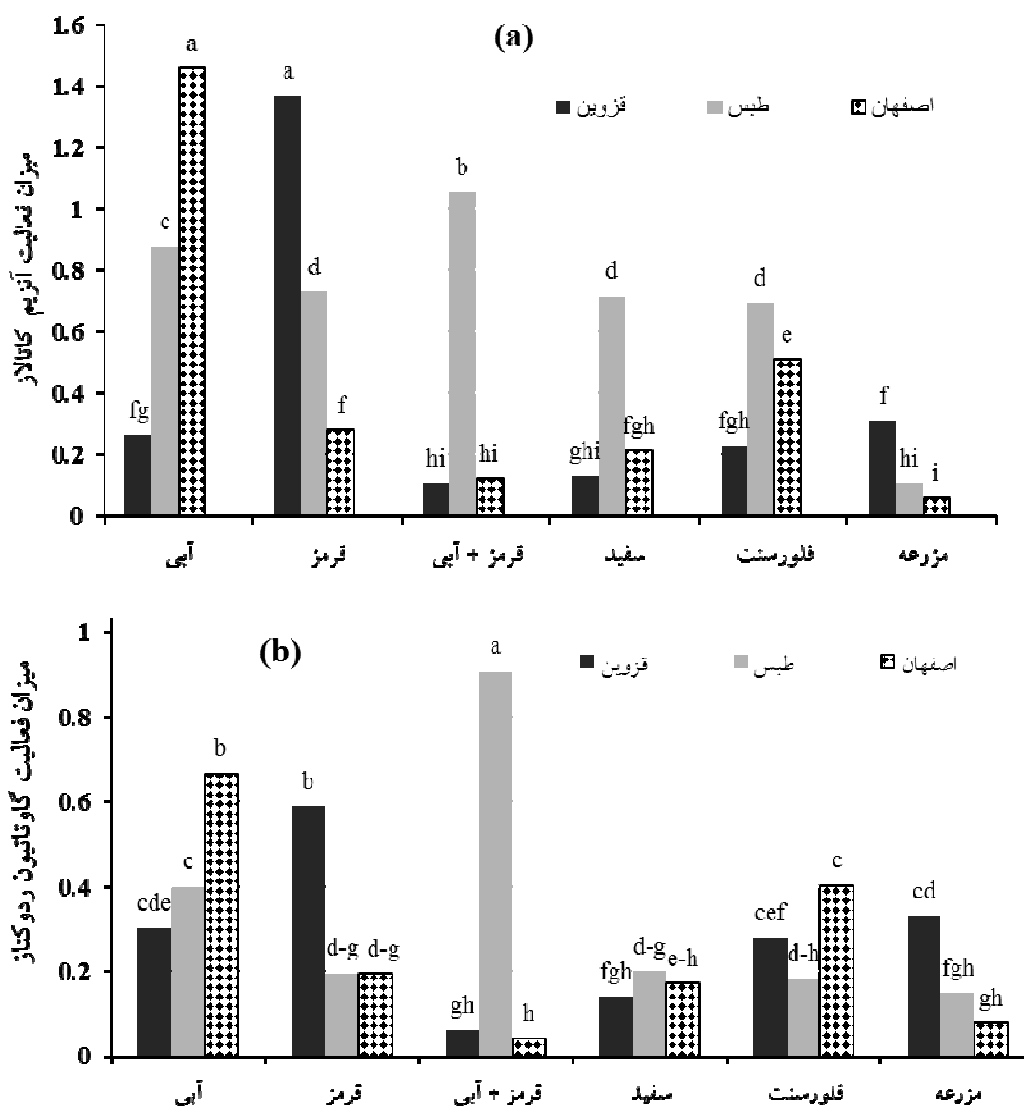 (a)
میزان فعالیت آنزیم کاتالاز
1.6
1.4
1.2
1
0.8
0.6
0.4
0.2
0
قزوین طبس اصفهان
fg c a
a d f
hi b hi
ghi d fgh
fgh d e
f hi i
آبی قرمز قرمز + آبی سفید فلورسنت مزرعه
(b)
میزان فعالیت گلوتاتیون ردوکتاز
1
0.8
0.6
0.4
0.2
0
قزوین طبس اصفهان
cde c b
b d-g d-g
gh a h
fgh d-g e-h
cef d-h c
cd fgh gh
آبی قرمز قرمز + آبی سفید فلورسنت مزرعه